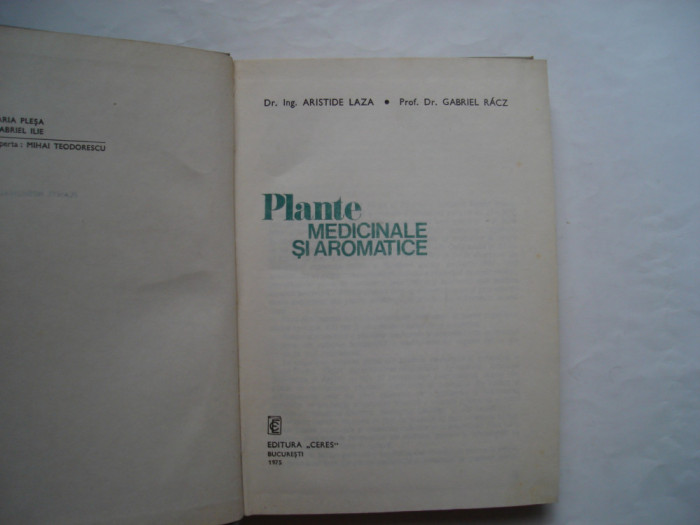 ARIA PLEȘA
ABRIEL ILIE
perta : MIHAI TEODORESCU
Dr. Ing. ARISTIDE LAZA ● Prof. Dr. GABRIEL RÁCZ
Plante
MEDICINALE
ȘI AROMATICE
EDITURA „CERES"
BUCUREȘTI
1975